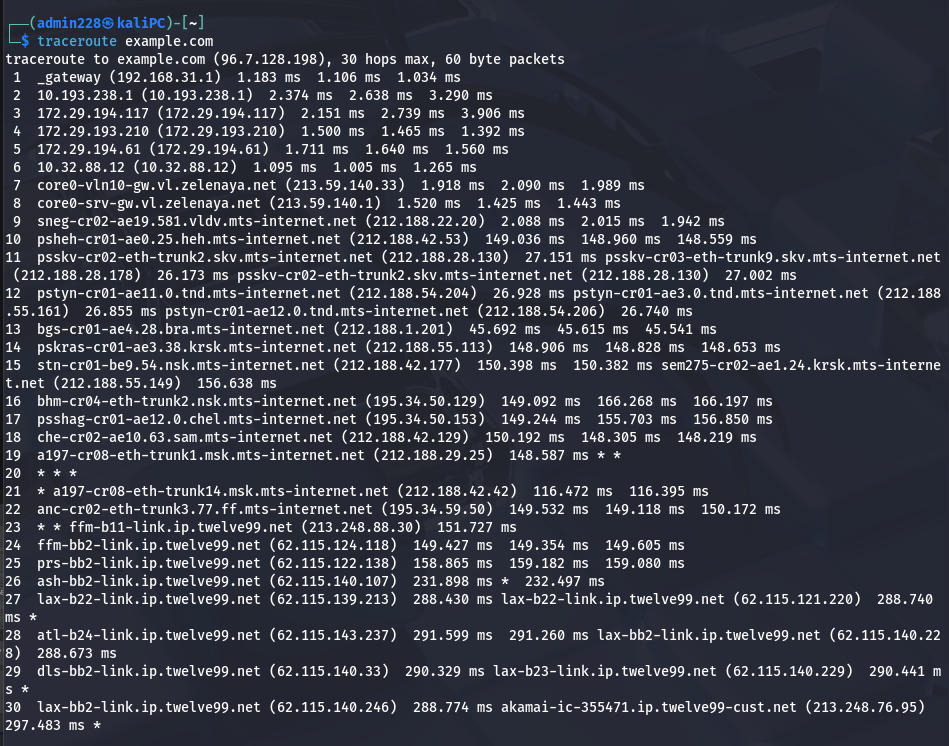 ┌──(admin228㉿kaliPC)-[~]
└─$ traceroute example.com
traceroute to example.com (96.7.128.198), 30 hops max, 60 byte packets
 1  _gateway (192.168.31.1)  1.183 ms  1.106 ms  1.034 ms
 2  10.193.238.1 (10.193.238.1)  2.374 ms  2.638 ms  3.290 ms
 3  172.29.194.117 (172.29.194.117)  2.151 ms  2.739 ms  3.906 ms
 4  172.29.193.210 (172.29.193.210)  1.500 ms  1.465 ms  1.392 ms
 5  172.29.194.61 (172.29.194.61)  1.711 ms  1.640 ms  1.560 ms
 6  10.32.88.12 (10.32.88.12)  1.095 ms  1.005 ms  1.265 ms
 7  core0-vln10-gw.vl.zelenaya.net (213.59.140.33)  1.918 ms  2.090 ms  1.989 ms
 8  core0-srv-gw.vl.zelenaya.net (213.59.140.1)  1.520 ms  1.425 ms  1.443 ms
 9  sneg-cr02-ae19.581.vldv.mts-internet.net (212.188.22.20)  2.088 ms  2.015 ms  1.942 ms
10  psheh-cr01-ae0.25.heh.mts-internet.net (212.188.42.53)  149.036 ms  148.960 ms  148.559 ms
11  psskv-cr02-eth-trunk2.skv.mts-internet.net (212.188.28.130)  27.151 ms psskv-cr03-eth-trunk9.skv.mts-internet.net
 (212.188.28.178)  26.173 ms psskv-cr02-eth-trunk2.skv.mts-internet.net (212.188.28.130)  27.002 ms
12  pstyn-cr01-ae11.0.tnd.mts-internet.net (212.188.54.204)  26.928 ms pstyn-cr01-ae3.0.tnd.mts-internet.net (212.188
.55.161)  26.855 ms pstyn-cr01-ae12.0.tnd.mts-internet.net (212.188.54.206)  26.740 ms
13  bgs-cr01-ae4.28.bra.mts-internet.net (212.188.1.201)  45.692 ms  45.615 ms  45.541 ms
14  pskras-cr01-ae3.38.krsk.mts-internet.net (212.188.55.113)  148.906 ms  148.828 ms  148.653 ms
15  stn-cr01-be9.54.nsk.mts-internet.net (212.188.42.177)  150.398 ms  150.382 ms sem275-cr02-ae1.24.krsk.mts-interne
t.net (212.188.55.149)  156.638 ms
16  bhm-cr04-eth-trunk2.nsk.mts-internet.net (195.34.50.129)  149.092 ms  166.268 ms  166.197 ms
17  psshag-cr01-ae12.0.chel.mts-internet.net (195.34.50.153)  149.244 ms  155.703 ms  156.850 ms
18  che-cr02-ae10.63.sam.mts-internet.net (212.188.42.129)  150.192 ms  148.305 ms  148.219 ms
19  a197-cr08-eth-trunk1.msk.mts-internet.net (212.188.29.25)  148.587 ms * *
20  * * *
21  * a197-cr08-eth-trunk14.msk.mts-internet.net (212.188.42.42)  116.472 ms  116.395 ms
22  anc-cr02-eth-trunk3.77.ff.mts-internet.net (195.34.59.50)  149.532 ms  149.118 ms  150.172 ms
23  * * ffm-b11-link.ip.twelve99.net (213.248.88.30)  151.727 ms
24  ffm-bb2-link.ip.twelve99.net (62.115.124.118)  149.427 ms  149.354 ms  149.605 ms
25  prs-bb2-link.ip.twelve99.net (62.115.122.138)  158.865 ms  159.182 ms  159.080 ms
26  ash-bb2-link.ip.twelve99.net (62.115.140.107)  231.898 ms *  232.497 ms
27  lax-b22-link.ip.twelve99.net (62.115.139.213)  288.430 ms lax-b22-link.ip.twelve99.net (62.115.121.220)  288.740
ms *
28  atl-b24-link.ip.twelve99.net (62.115.143.237)  291.599 ms  291.260 ms lax-bb2-link.ip.twelve99.net (62.115.140.22
8)  288.673 ms
29  dls-bb2-link.ip.twelve99.net (62.115.140.33)  290.329 ms lax-b23-link.ip.twelve99.net (62.115.140.229)  290.441 m
s *
30  lax-bb2-link.ip.twelve99.net (62.115.140.246)  288.774 ms akamai-ic-355471.ip.twelve99-cust.net (213.248.76.95)
297.483 ms *